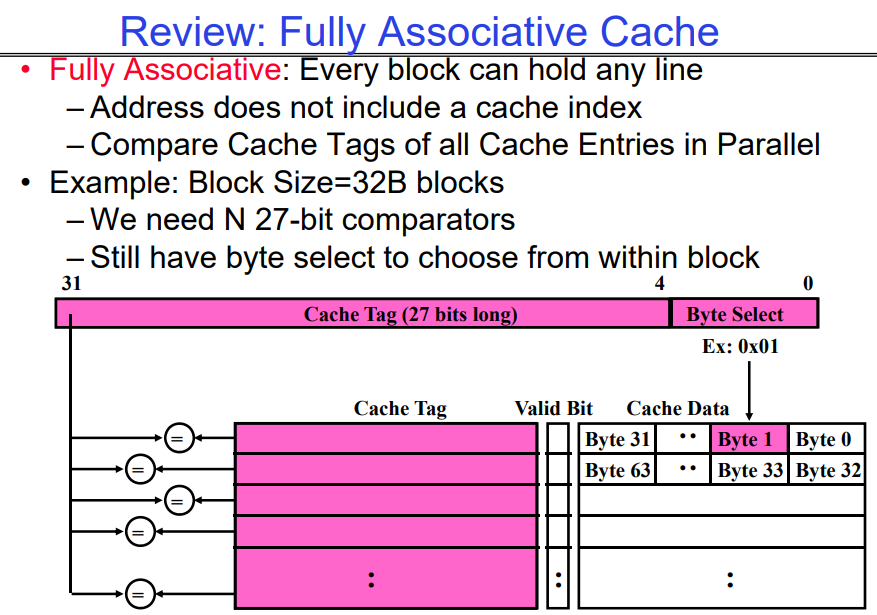 Review: Fully Associative Cache
• Fully Associative: Every block can hold any line
– Address does not include a cache index
– Compare Cache Tags of all Cache Entries in Parallel
• Example: Block Size=32B blocks
– We need N 27-bit comparators
– Still have byte select to choose from within block
31 4 0
Cache Tag (27 bits long) Byte Select
Ex: 0x01
Cache Tag Valid Bit Cache Data
= Byte 31 ·· Byte 1 Byte 0
= Byte 63 ·· Byte 33 Byte 32
=
=
= : : :